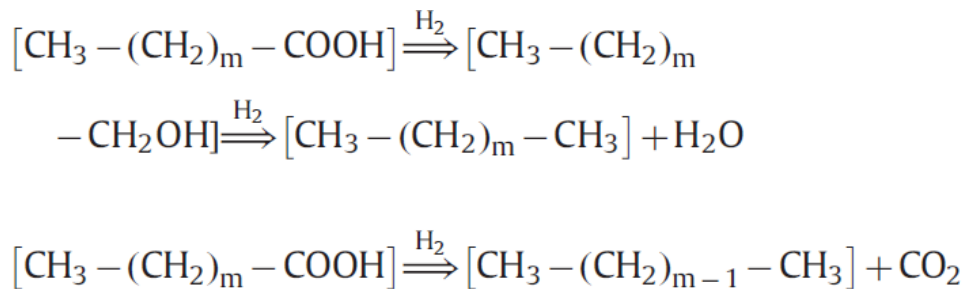 [CH₃ – (CH₂)ₘ – COOH] ⟹ᴴ² [CH₃ – (CH₂)ₘ
– CH₂OH] ⟹ᴴ² [CH₃ – (CH₂)ₘ – CH₃] + H₂O
[CH₃ – (CH₂)ₘ – COOH] ⟹ᴴ² [CH₃ – (CH₂)ₘ₋₁ – CH₃] + CO₂